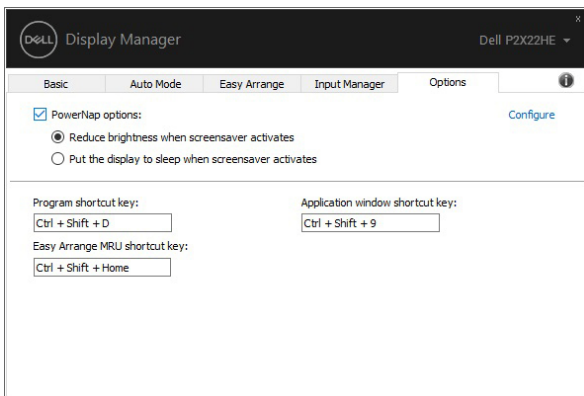 x
DELL Display Manager Dell P2X22HE
Basic Auto Mode Easy Arrange Input Manager Options
PowerNap options: Configure
Reduce brightness when screensaver activates
Put the display to sleep when screensaver activates
Program shortcut key: Application window shortcut key:
Ctrl + Shift + D Ctrl + Shift + 9
Easy Arrange MRU shortcut key:
Ctrl + Shift + Home